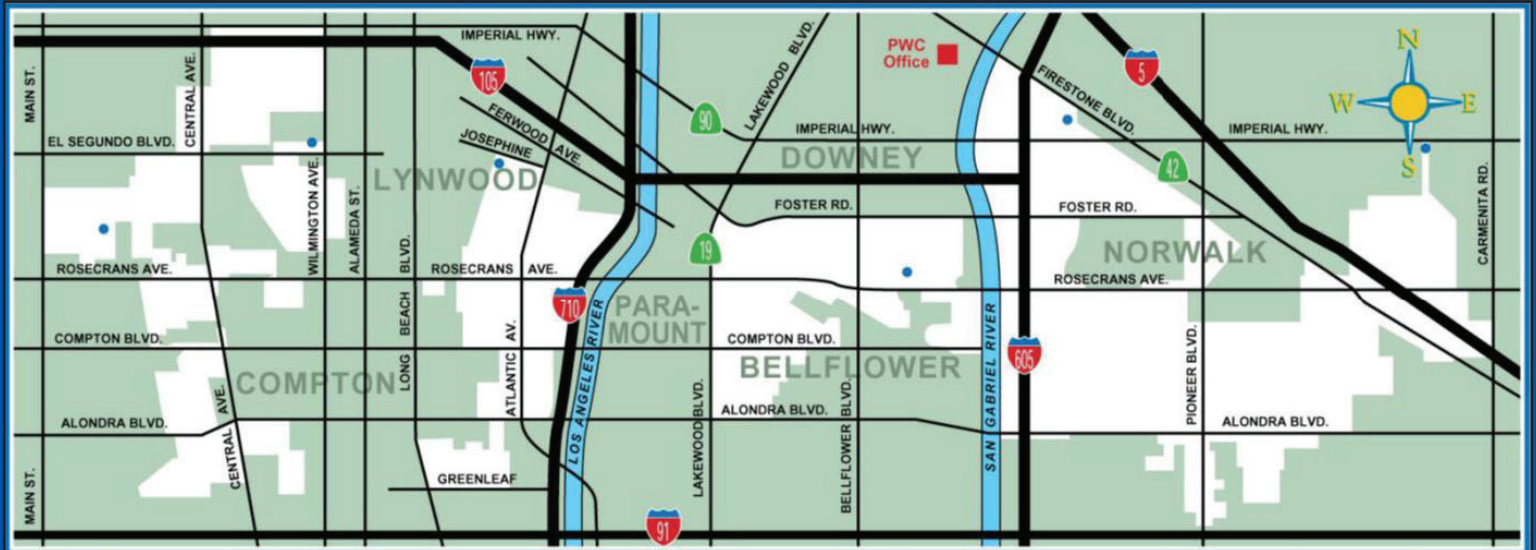 IMPERIAL HWY.
LAKEWOOD BLVD.
PWC
Office
105
5
N
W
E
S
MAIN ST.
CENTRAL AVE.
FIRESTONE BLVD.
FERWOOD AVE.
90
IMPERIAL HWY.
IMPERIAL HWY.
EL SEGUNDO BLVD.
JOSEPHINE
LYNWOOD
DOWNEY
42
WILMINGTON AVE.
ALAMEDA ST.
FOSTER RD.
FOSTER RD.
CARMENITA RD.
19
NORWALK
ROSECRANS AVE.
LONG BEACH BLVD.
ROSECRANS AVE.
ROSECRANS AVE.
710
PARA-
MOUNT
LOS ANGELES RIVER
SAN GABRIEL RIVER
COMPTON BLVD.
COMPTON BLVD.
605
PIONEER BLVD.
COMPTON
ATLANTIC AV.
BELLFLOWER
ALONDRA BLVD.
CENTRAL AVE.
ALONDRA BLVD.
ALONDRA BLVD.
LAKEWOOD BLVD.
BELLFLOWER BLVD.
MAIN ST.
GREENLEAF
91